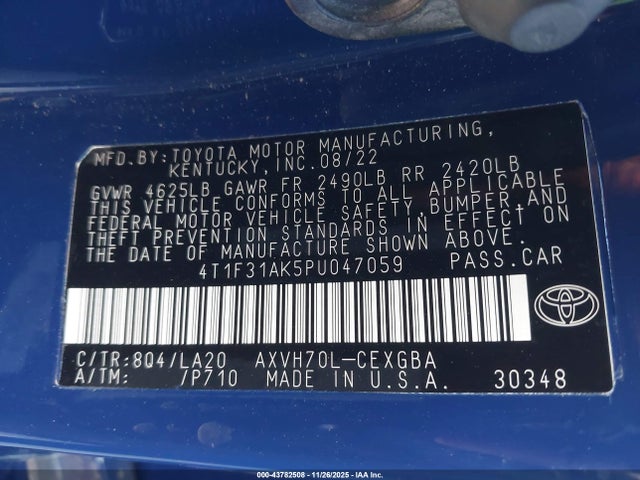 MFD. BY: TOYOTA MOTOR MANUFACTURING,
KENTUCKY, INC. 08/22
GVWR 4625LB GAWR FR 2490LB RR 2420LB
THIS VEHICLE CONFORMS TO ALL APPLICABLE
FEDERAL MOTOR VEHICLE SAFETY, BUMPER, AND
THEFT PREVENTION STANDARDS IN EFFECT ON
THE DATE OF MANUFACTURE SHOWN ABOVE.
4T1F31AK5PU047059 PASS. CAR
C/TR: 8Q4/LA20 AXVH70L-CEXGBA
A/TM: /P710 MADE IN U.S.A. 30348
000-43782508 - 11/26/2025 - IAA Inc.